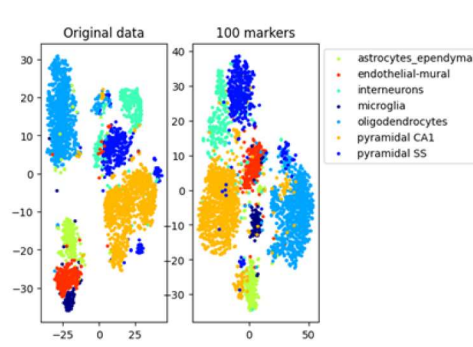 Original data
100 markers
30
20
10
0
−10
−20
−30
−25
0
25
40
30
20
10
0
−10
−20
−30
0
50
astrocytes_ependyma
endothelial-mural
interneurons
microglia
oligodendrocytes
pyramidal CA1
pyramidal SS